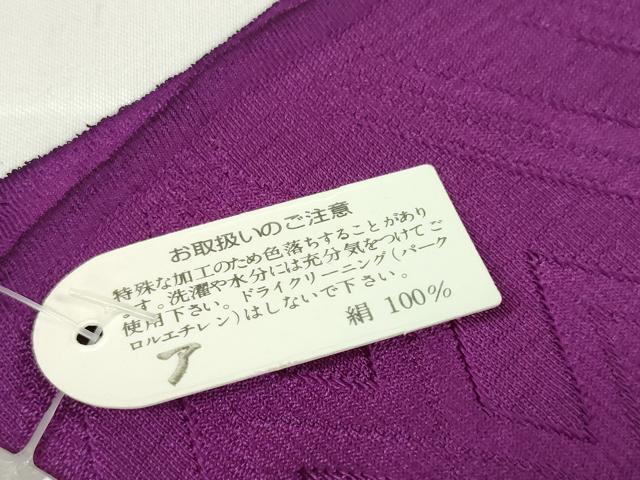 お取扱いのご注意
特殊な加工のため色落ちすることがあり
ます。洗濯や水分には充分気をつけてご
使用下さい。ドライクリーニング(パーク
ロルエチレン)はしないで下さい。
絹 100%
ア